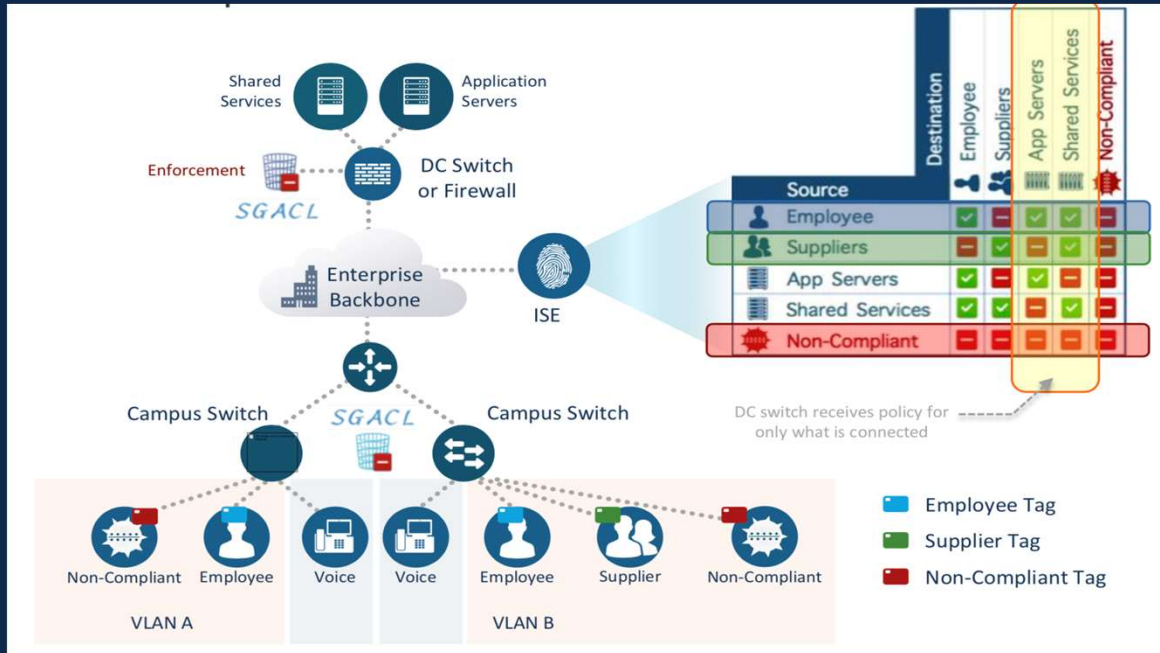 Shared
Services
Application
Servers
Enforcement
SGACL
DC Switch
or Firewall
Enterprise
Backbone
ISE
Campus Switch
SGACL
Campus Switch
Non-Compliant
Employee
Voice
Voice
Employee
Supplier
Non-Compliant
VLAN A
VLAN B
Destination
Employee
Suppliers
App Servers
Shared Services
Non-Compliant
Source
Employee
Suppliers
App Servers
Shared Services
Non-Compliant
DC switch receives policy for
only what is connected
Employee Tag
Supplier Tag
Non-Compliant Tag